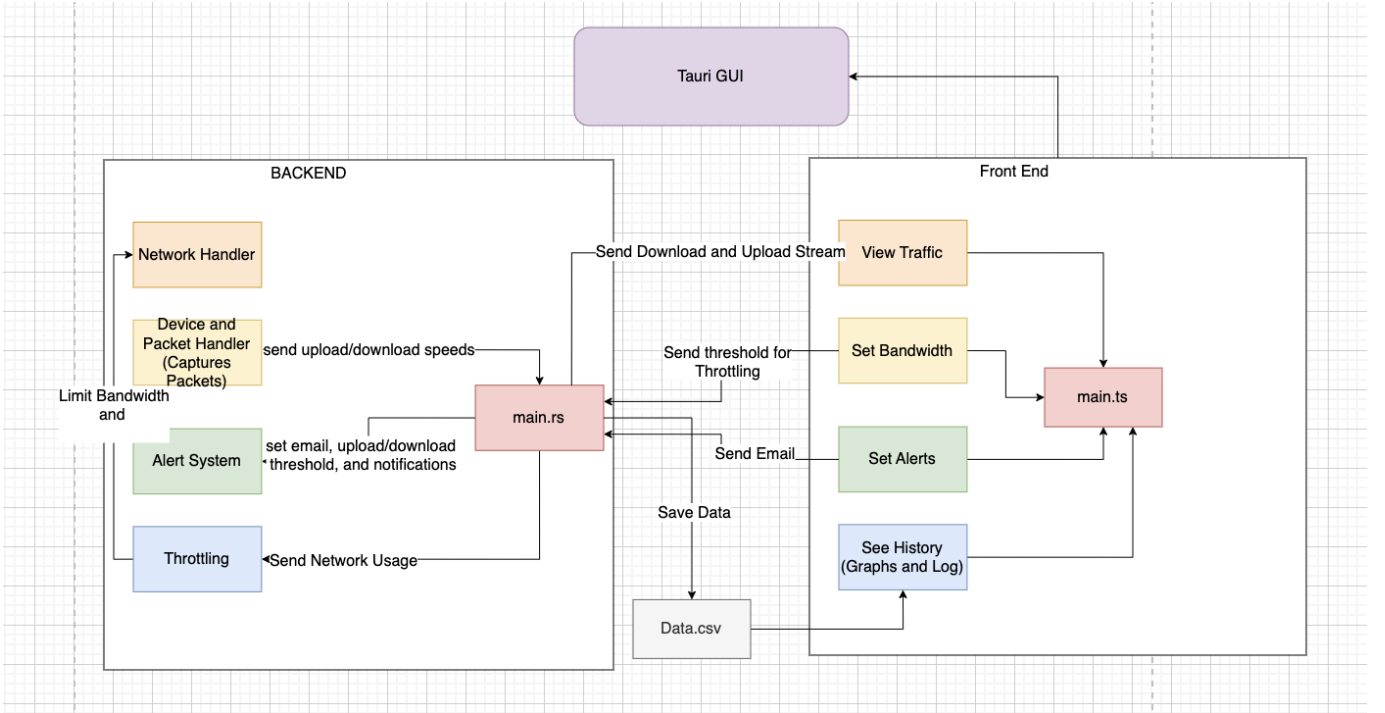 Tauri GUI
BACKEND
Front End
Network Handler
Send Download and Upload Stream
View Traffic
Device and
Packet Handler
(Captures
Packets)
send upload/download speeds
Send threshold for
Throttling
Set Bandwidth
Limit Bandwidth
and
main.rs
main.ts
Alert System
set email, upload/download
threshold, and notifications
Send Email
Set Alerts
Save Data
Throttling
Send Network Usage
See History
(Graphs and Log)
Data.csv